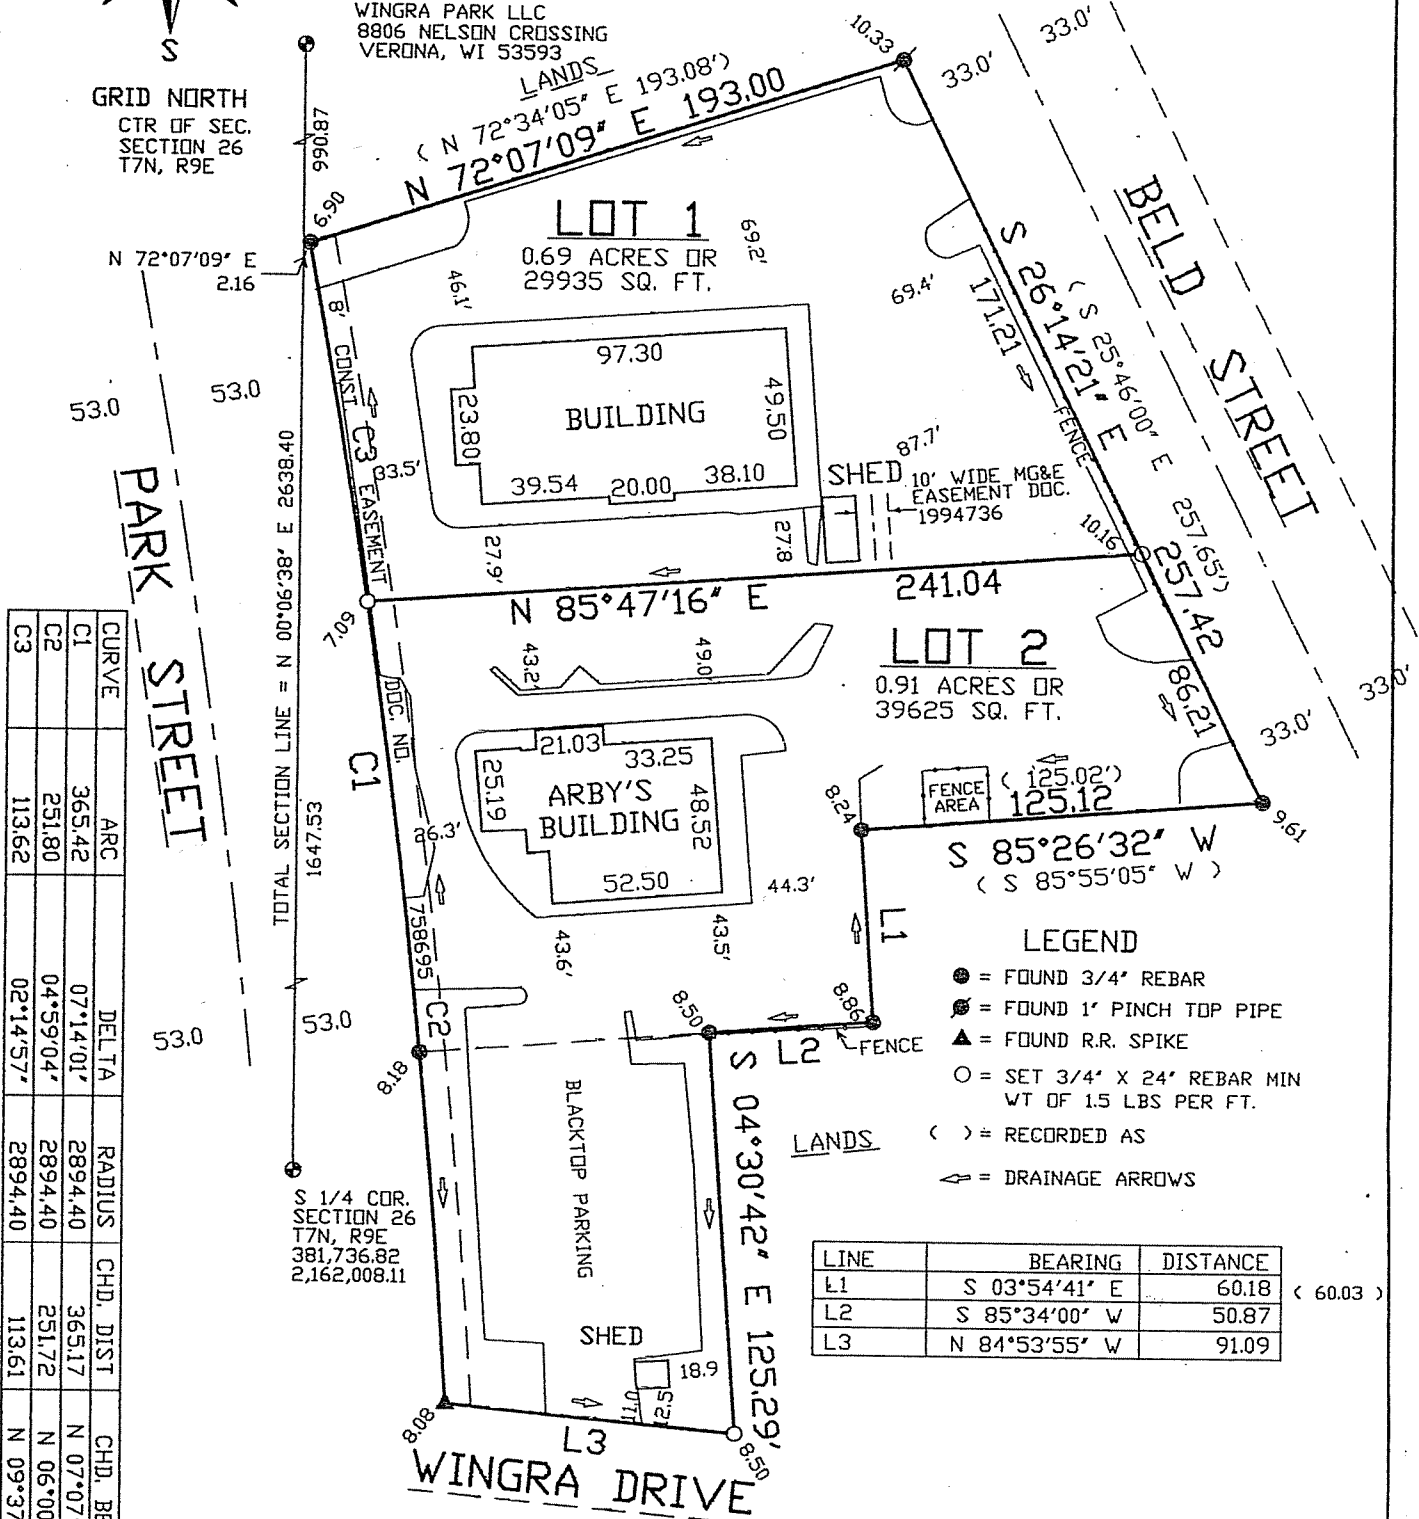 S
GRID NORTH
CTR OF SEC.
SECTION 26
T7N, R9E
WINGRA PARK LLC
8806 NELSON CROSSING
VERONA, WI 53593
LANDS
( N 72°34'05" E 193.08')
N 72°07'09" E 193.00
10.33
33.0'
33.0'
990.87
6.90
N 72°07'09" E
2.16
LOT 1
0.69 ACRES OR
29935 SQ. FT.
69.2'
46.1'
69.4'
BELD STREET
S 26°14'21" E 257.42
( S 25°46'00" E 257.65')
171.21
FENCE
8' CONST. EASEMENT
C3
53.0
53.0
PARK STREET
TOTAL SECTION LINE = N 00°06'38" E 2638.40
97.30
BUILDING
49.50
23.80
39.54
20.00
38.10
33.5'
27.9'
27.8
87.7'
SHED
10' WIDE MG&E
EASEMENT DOC.
1994736
10.16
7.09
N 85°47'16" E
241.04
LOT 2
0.91 ACRES OR
39625 SQ. FT.
43.2'
49.0'
86.21
33.0'
33.0'
DOC. NO.
758695
C1
1647.53
21.03
33.25
25.19
ARBY'S
BUILDING
48.52
52.50
26.3'
44.3'
43.6'
43.5'
8.24
FENCE
AREA
( 125.02')
125.12
S 85°26'32" W
( S 85°55'05" W )
9.61
L1
8.86
8.50
L2
FENCE
C2
8.18
53.0
53.0
LEGEND
= FOUND 3/4" REBAR
= FOUND 1" PINCH TOP PIPE
= FOUND R.R. SPIKE
= SET 3/4" X 24" REBAR MIN
WT OF 1.5 LBS PER FT.
( ) = RECORDED AS
= DRAINAGE ARROWS
LANDS
S 04°30'42" E 125.29'
BLACKTOP PARKING
S 1/4 COR.
SECTION 26
T7N, R9E
381,736.82
2,162,008.11
SHED
18.9
11.0
12.5
8.08
L3
8.50
WINGRA DRIVE
LINE BEARING DISTANCE
L1 S 03°54'41" E 60.18 ( 60.03 )
L2 S 85°34'00" W 50.87
L3 N 84°53'55" W 91.09
CURVE ARC DELTA RADIUS CHD. DIST CHD.
C1 365.42 07°14'01" 2894.40 365.17 N 07°07
C2 251.80 04°59'04" 2894.40 251.72 N 06°00
C3 113.62 02°14'57" 2894.40 113.61 N 09°37